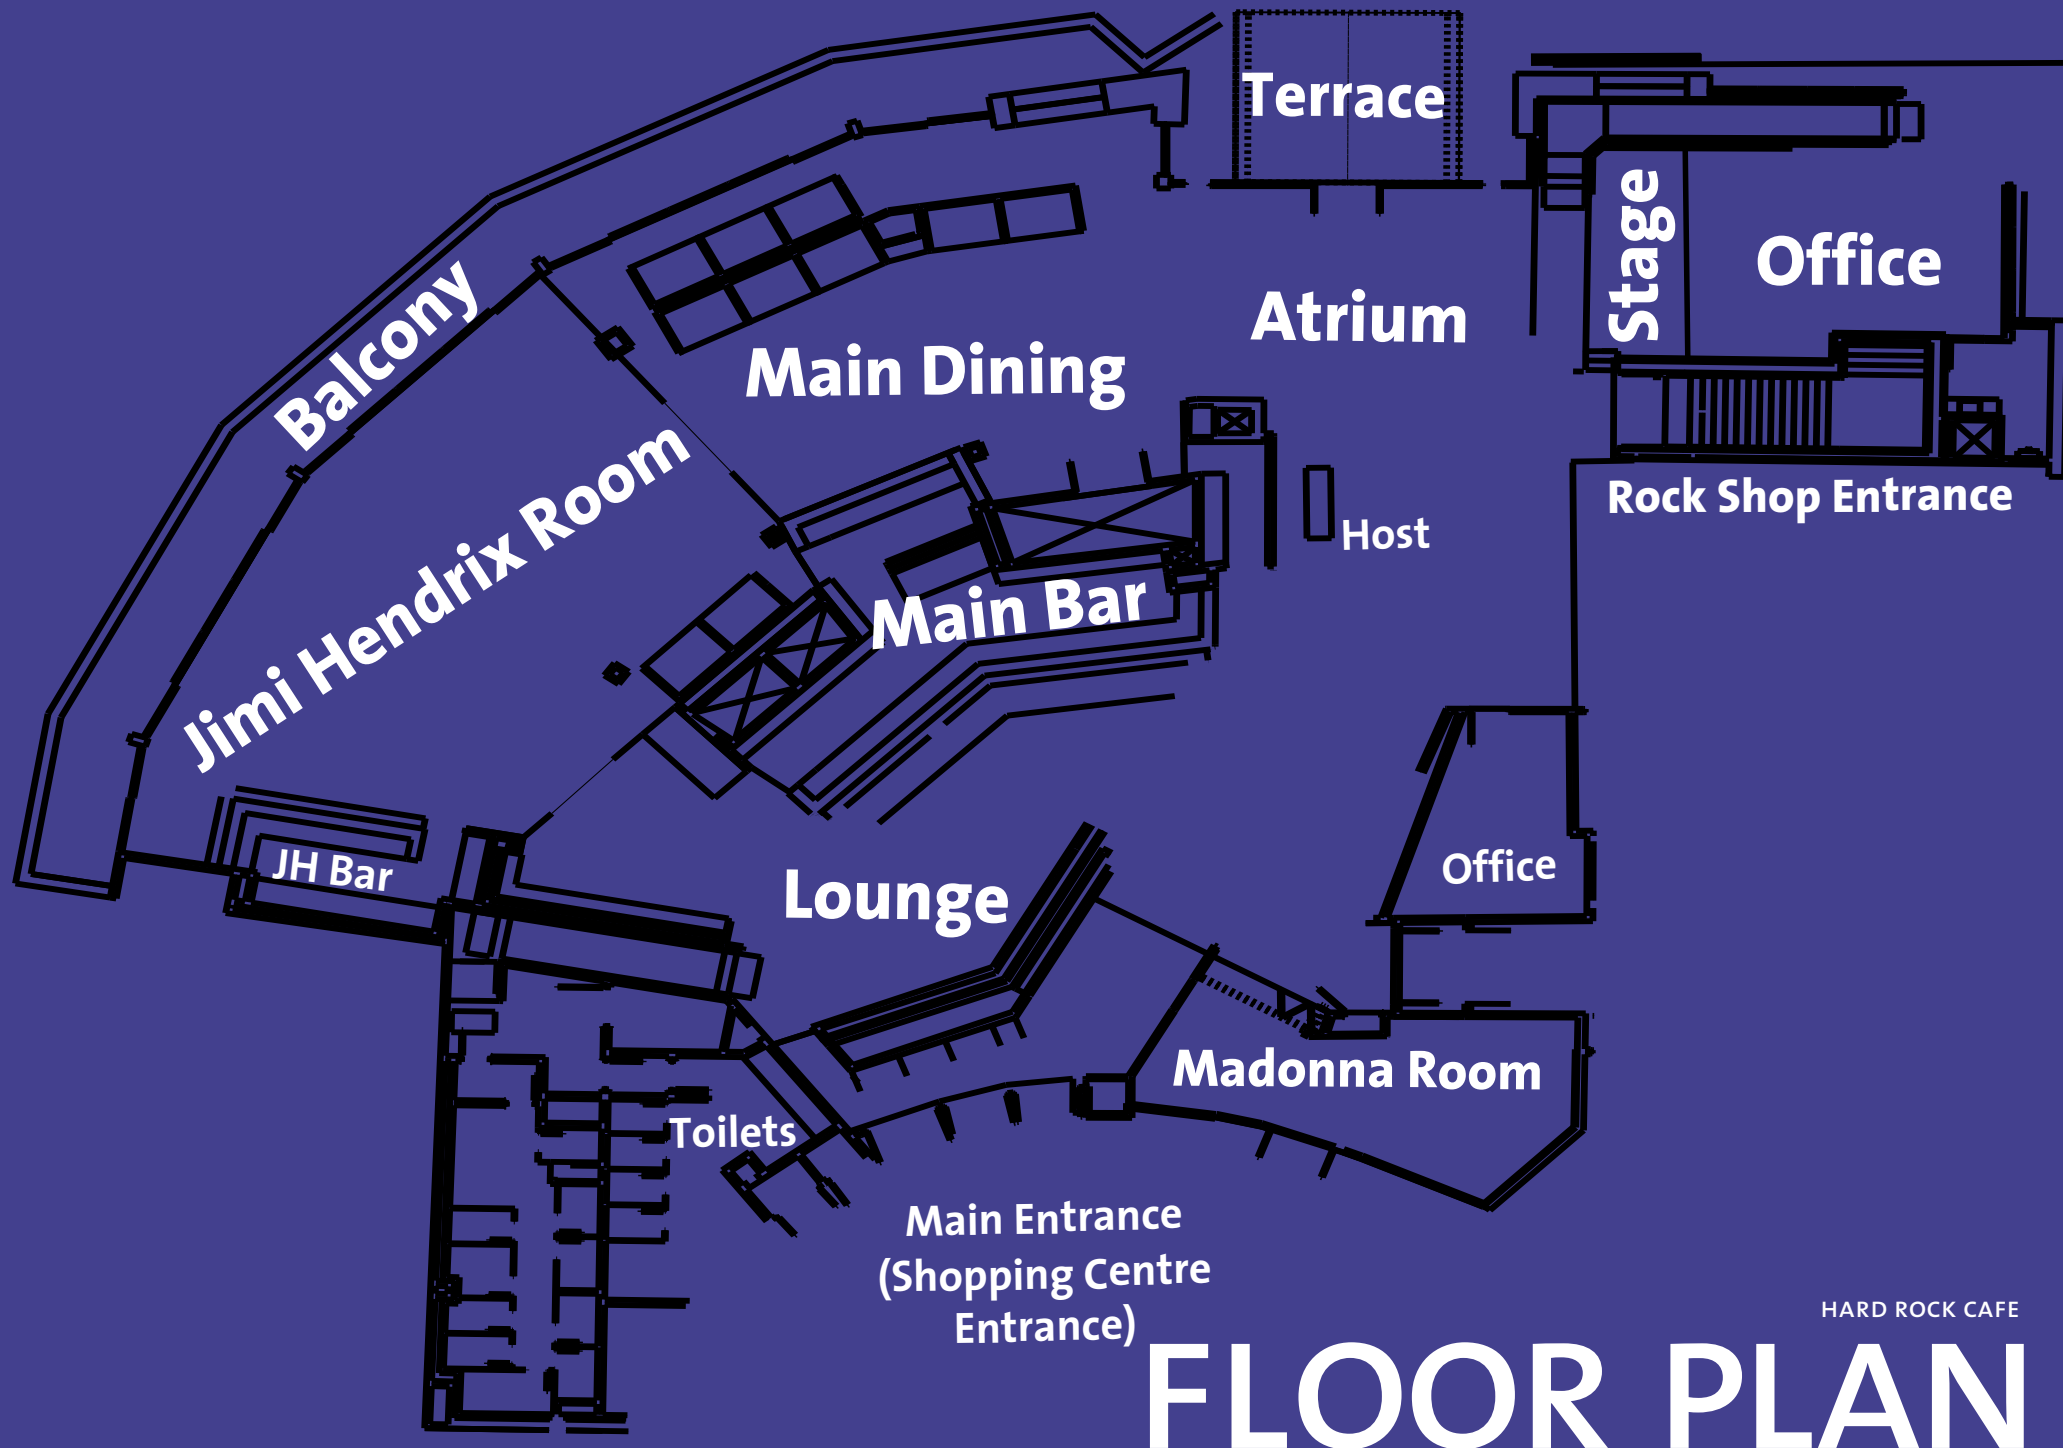 Terrace
Stage
Office
Balcony
Atrium
Main Dining
Jimi Hendrix Room
Rock Shop Entrance
Host
Main Bar
JH Bar
Lounge
Office
Madonna Room
Toilets
Main Entrance
(Shopping Centre
Entrance)
HARD ROCK CAFE
FLOOR PLAN